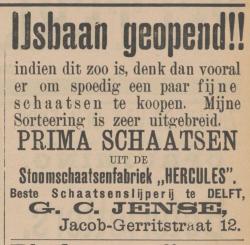 IJsbaan geopend!!
indien dit zoo is, denk dan vooral
er om spoedig een paar fijne
schaatsen te koopen. Mijne
Sorteering is zeer uitgebreid.
PRIMA SCHAATSEN
UIT DE
Stoomschaatsenfabriek „HERCULES".
Beste Schaatsenslijperij te DELFT,
G. C. JENSE,
Jacob-Gerritstraat 12.